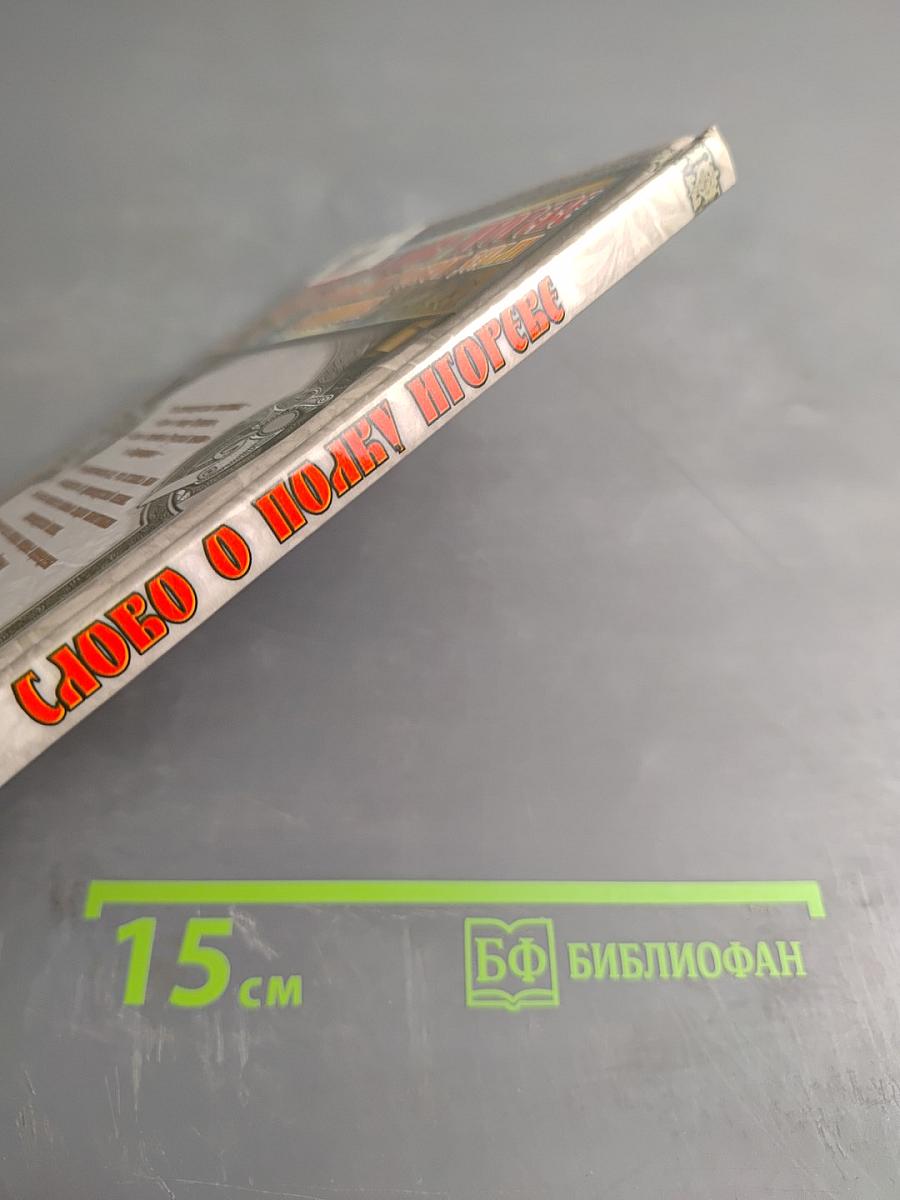 СЛОВО О ПОЛКУ ИГОРЕВЕ
15 см
БФ БИБЛИОФАН